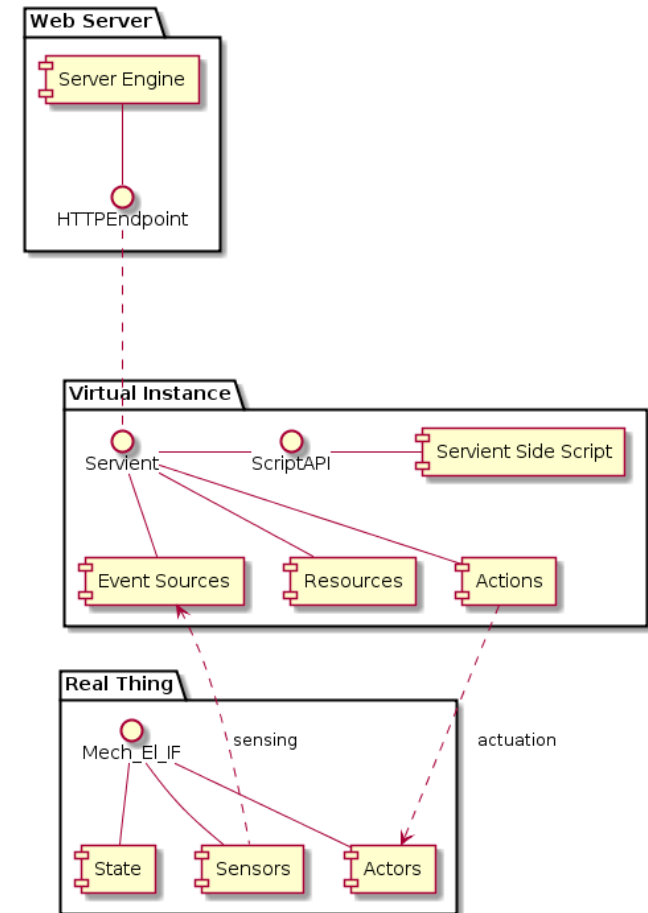 Web Server
Server Engine
HTTPEndpoint
Virtual Instance
Servient
ScriptAPI
Servient Side Script
Event Sources
Resources
Actions
Real Thing
Mech_El_IF
sensing
actuation
State
Sensors
Actors